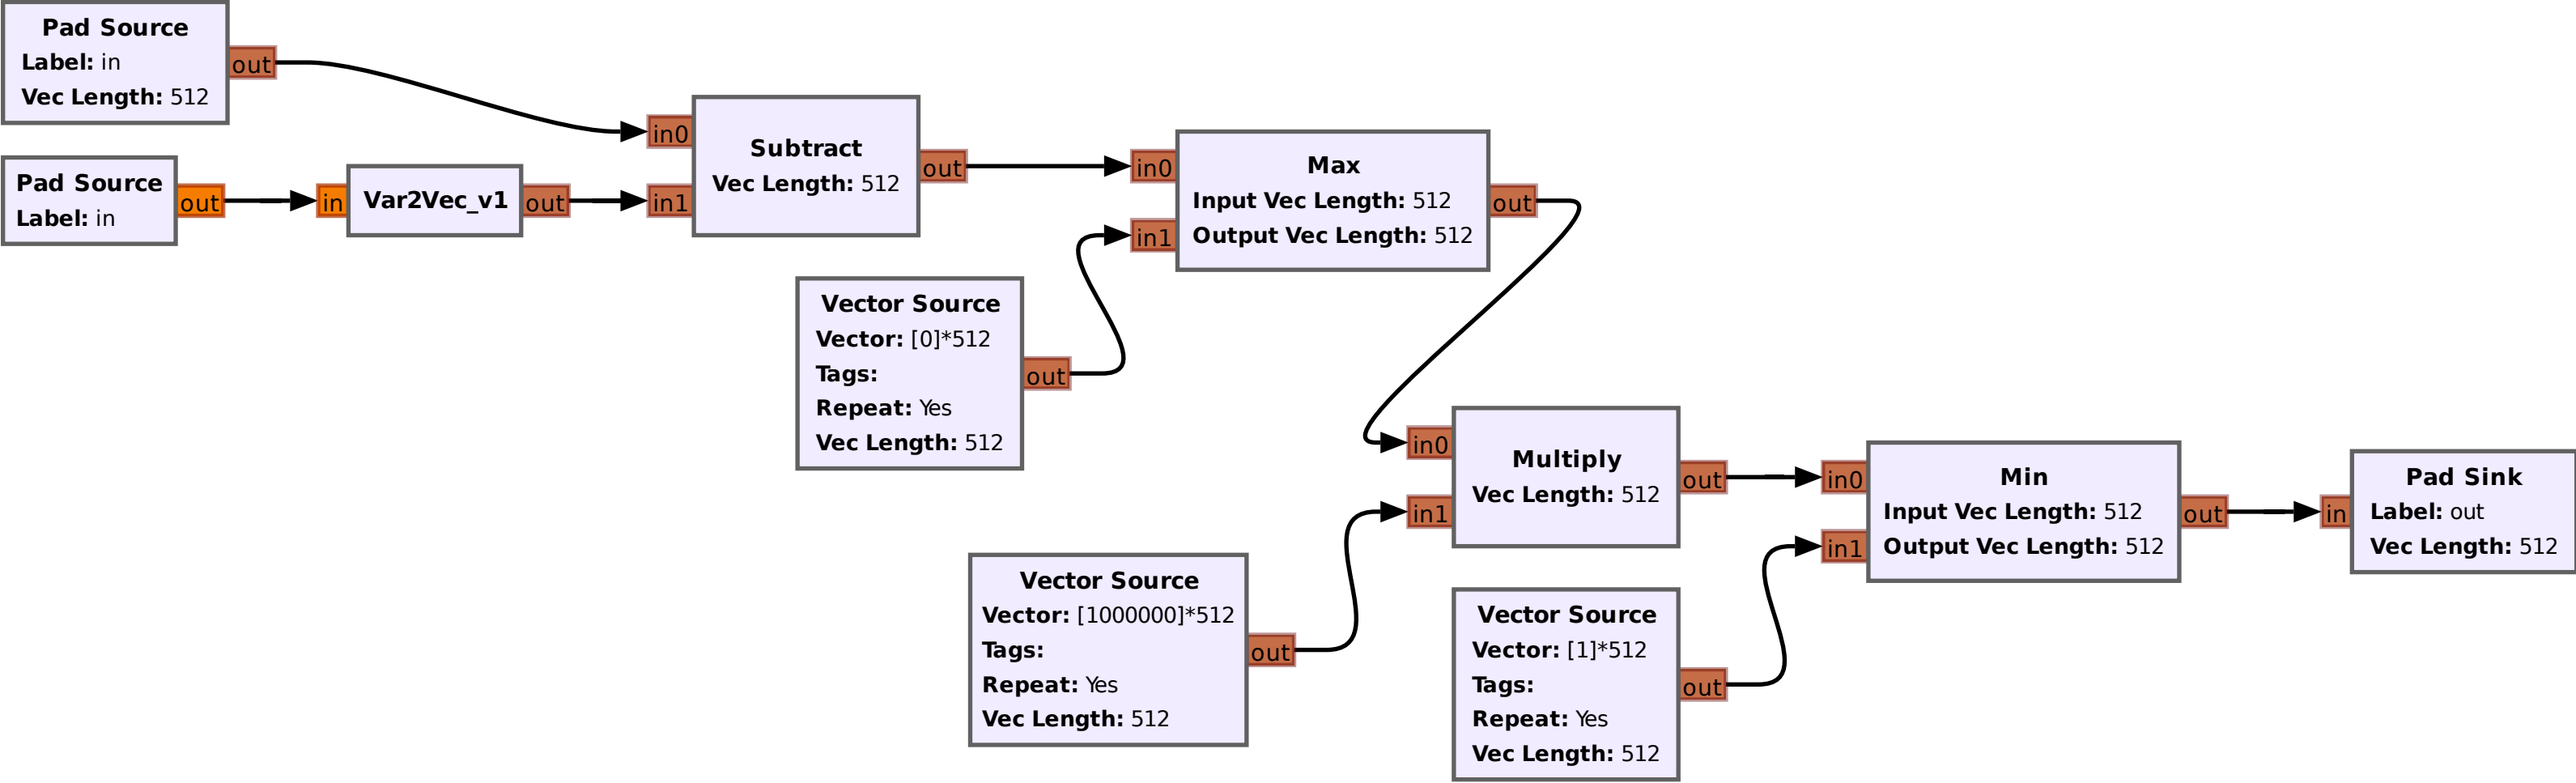 Pad Source
Label: in
Vec Length: 512
out
Pad Source
Label: in
out
in
Var2Vec_v1
out
in0
in1
Subtract
Vec Length: 512
out
in0
in1
Max
Input Vec Length: 512
Output Vec Length: 512
out
Vector Source
Vector: [0]*512
Tags:
Repeat: Yes
Vec Length: 512
out
in0
in1
Multiply
Vec Length: 512
out
Vector Source
Vector: [1000000]*512
Tags:
Repeat: Yes
Vec Length: 512
out
in0
in1
Min
Input Vec Length: 512
Output Vec Length: 512
out
Vector Source
Vector: [1]*512
Tags:
Repeat: Yes
Vec Length: 512
out
in
Pad Sink
Label: out
Vec Length: 512